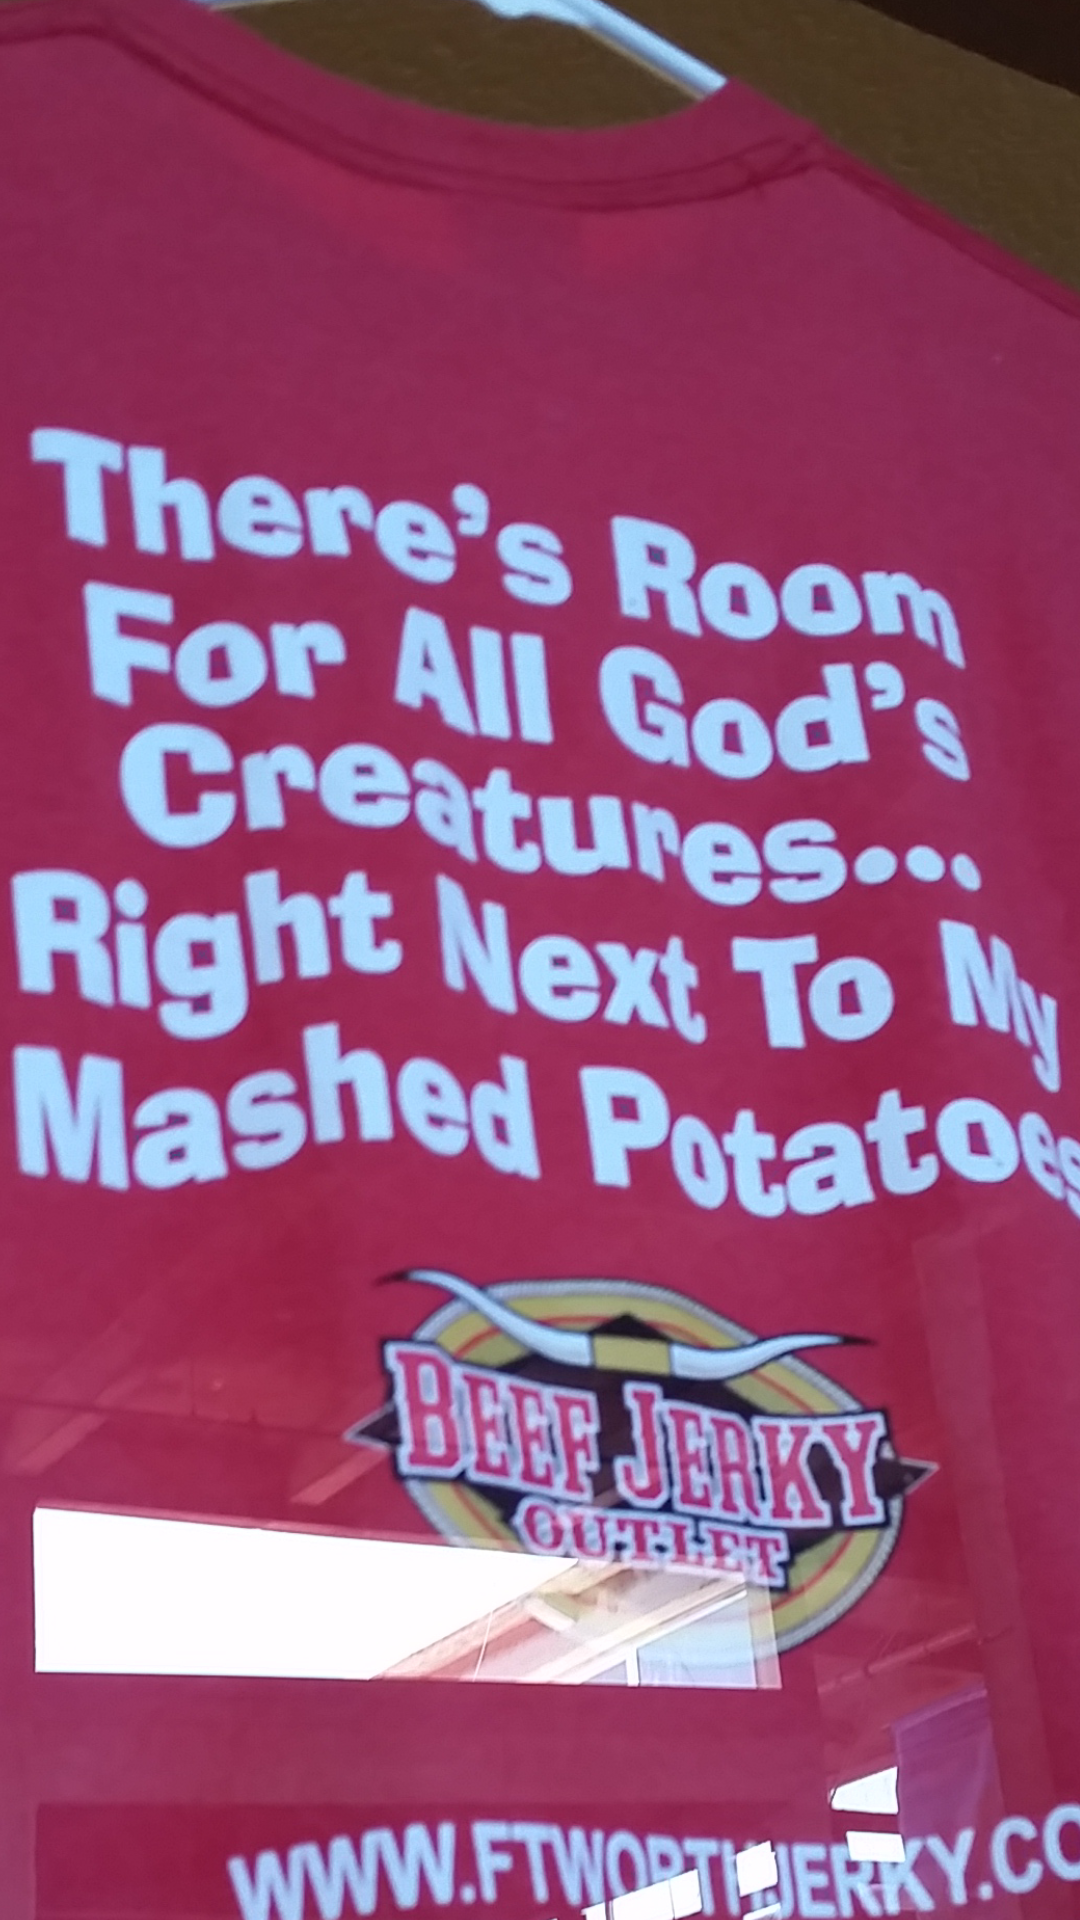 There's Room
For All God's
Creatures...
Right Next To My
Mashed Potatoes
BEEF JERKY
OUTLET
WWW.FTWORTHJERKY.CO